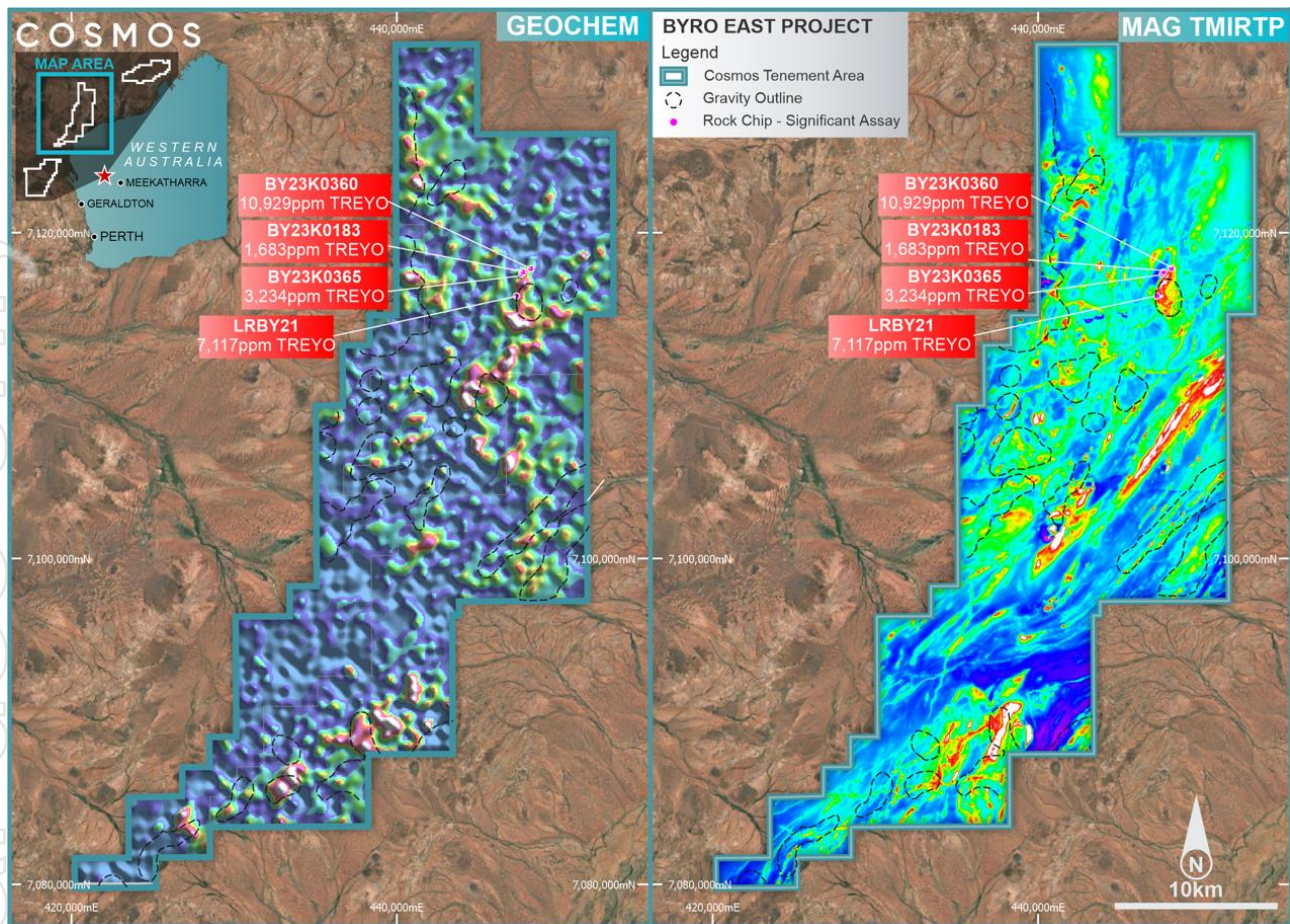 COSMOS
MAP AREA
WESTERN
AUSTRALIA
MEEKATHARRA
GERALDTON
PERTH
440,000mE
GEOCHEM
BY23K0360
10,929ppm TREYO
BY23K0183
1,683ppm TREYO
BY23K0365
3,234ppm TREYO
LRBY21
7,117ppm TREYO
7,120,000mN
7,100,000mN
7,100,000mN
7,080,000mN
7,080,000mN
420,000mE
440,000mE
BYRO EAST PROJECT
Legend
Cosmos Tenement Area
Gravity Outline
Rock Chip - Significant Assay
440,000mE
MAG TMIRTP
BY23K0360
10,929ppm TREYO
BY23K0183
1,683ppm TREYO
BY23K0365
3,234ppm TREYO
LRBY21
7,117ppm TREYO
7,120,000mN
7,100,000mN
7,100,000mN
7,080,000mN
420,000mE
440,000mE
N
10km